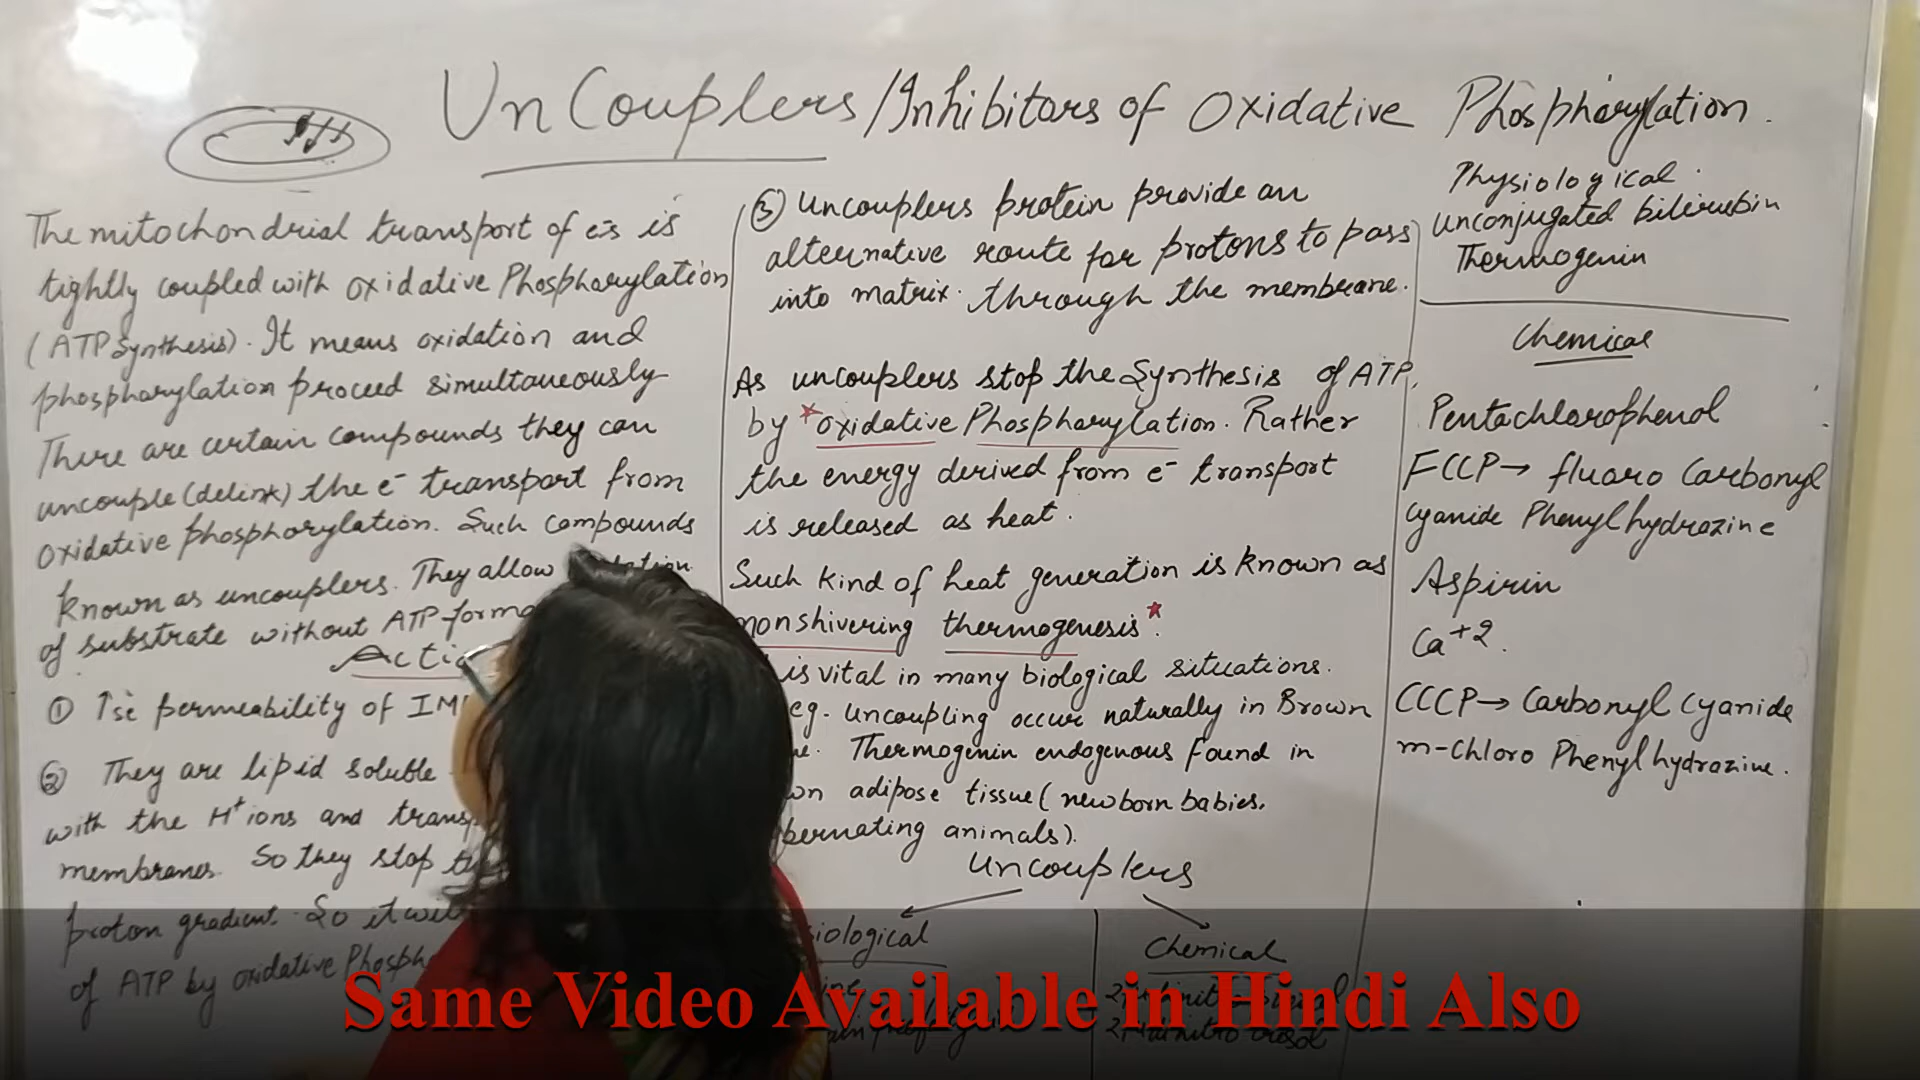 UnCouplers/Inhibitors of Oxidative Phosphorylation.
The mitochondrial transport of e-s is
tightly coupled with oxidative Phosphorylation
(ATP Synthesis). It means oxidation and
phosphorylation proceed simultaneously
There are certain compounds they can
uncouple (delink) the e- transport from
oxidative phosphorylation. Such compounds
known as uncouplers. They allow
of substrate without ATP
① ↑se permeability of
② They are lipid soluble
with the H+ ions and
membranes. So they stop
proton gradient. So it
of ATP by oxidative
③ Uncouplers protein provide an
alternative route for protons to pass
into matrix through the membrane.
As uncouplers stop the Synthesis of ATP,
by *oxidative Phosphorylation. Rather
the energy derived from e- transport
is released as heat.
Such kind of heat generation is known as
nonshivering thermogenesis*.
is vital in many biological situations.
eg. Uncoupling occur naturally in Brown
Thermogenin endogenous found in
adipose tissue (newborn babies,
animals).
Uncouplers
Chemical
Physiological.
Unconjugated bilirubin
Thermogenin
Chemical
Pentachlorophenol
FCCP→ fluoro Carbonyl
cyanide Phenylhydrazine
Aspirin
Ca+2.
CCCP→ Carbonyl Cyanide
m-Chloro Phenylhydrazine.
Same Video Available in Hindi Also